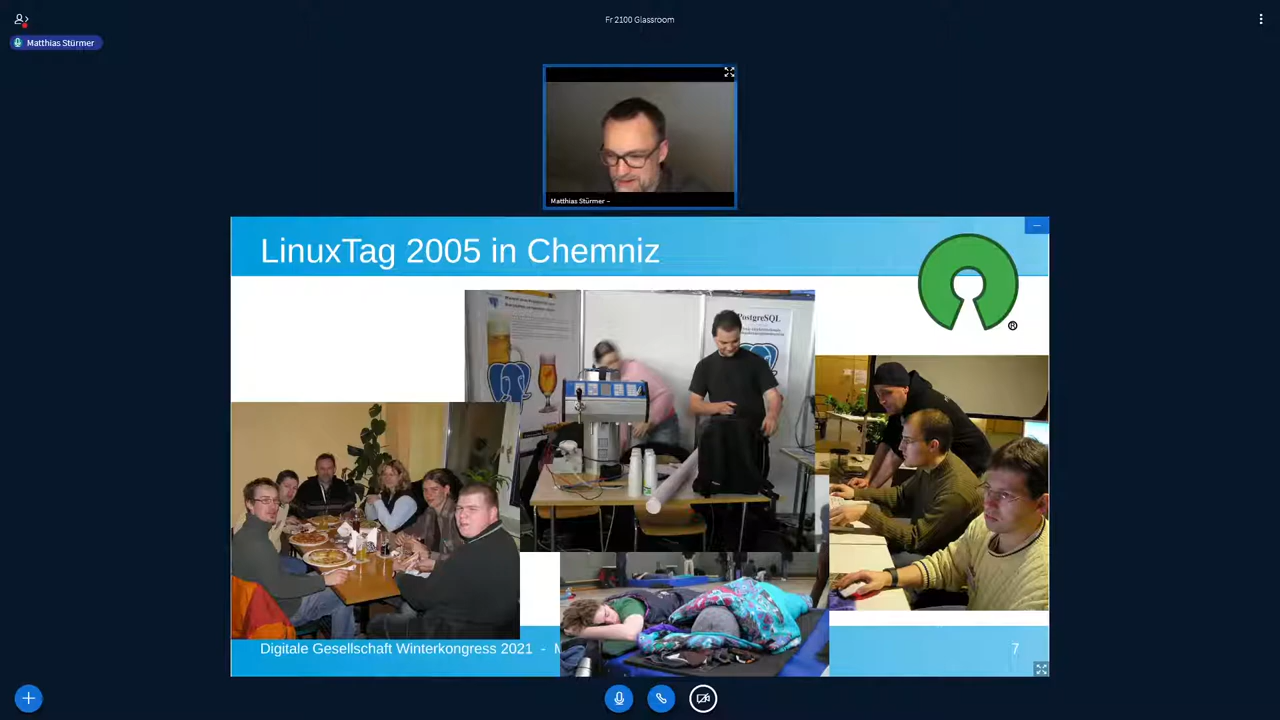 Fr 2100 Glassroom
Matthias Stürmer
Matthias Stürmer -
LinuxTag 2005 in Chemniz
®
PostgreSQL
Digitale Gesellschaft Winterkongress 2021 -
7